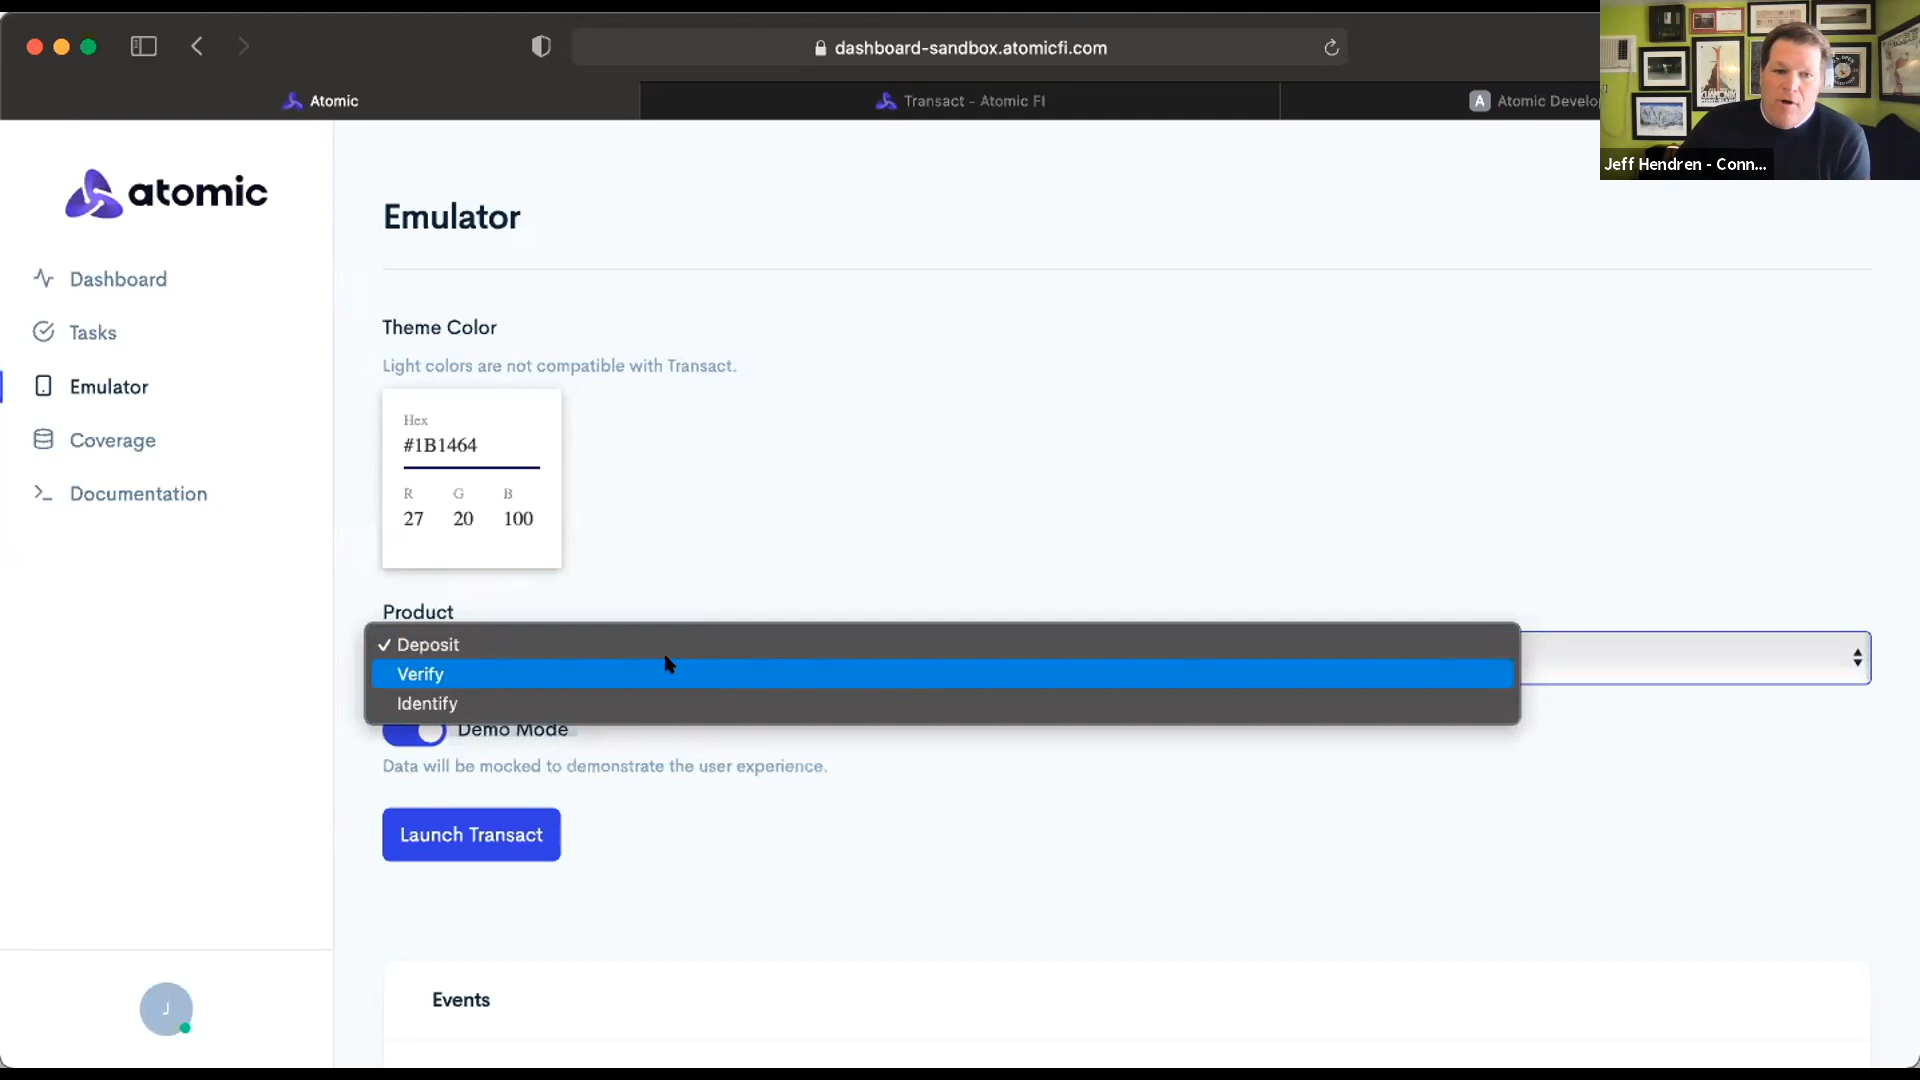 dashboard-sandbox.atomicfi.com
Atomic
Transact - Atomic FI
A Atomic Develo
Jeff Hendren - Conn...
atomic
Dashboard
Tasks
Emulator
Coverage
Documentation
J
Emulator
Theme Color
Light colors are not compatible with Transact.
Hex
#1B1464
R G B
27 20 100
Product
✓ Deposit
Verify
Identify
Demo Mode
Data will be mocked to demonstrate the user experience.
Launch Transact
Events